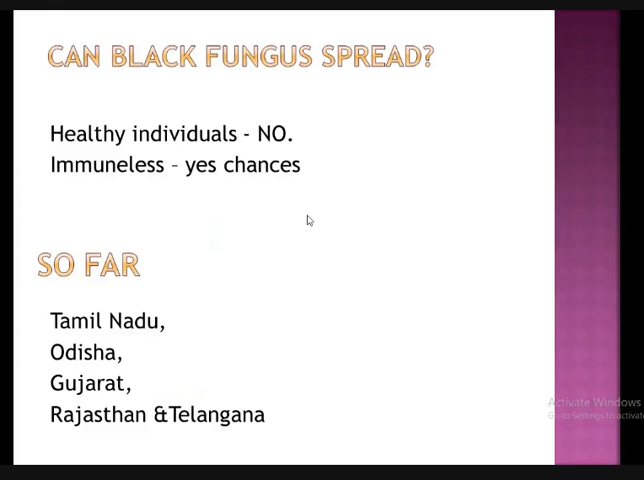 CAN BLACK FUNGUS SPREAD?
Healthy individuals - NO.
Immuneless – yes chances
SO FAR
Tamil Nadu,
Odisha,
Gujarat,
Rajasthan &Telangana
Activate Windows
Go to Settings to activate